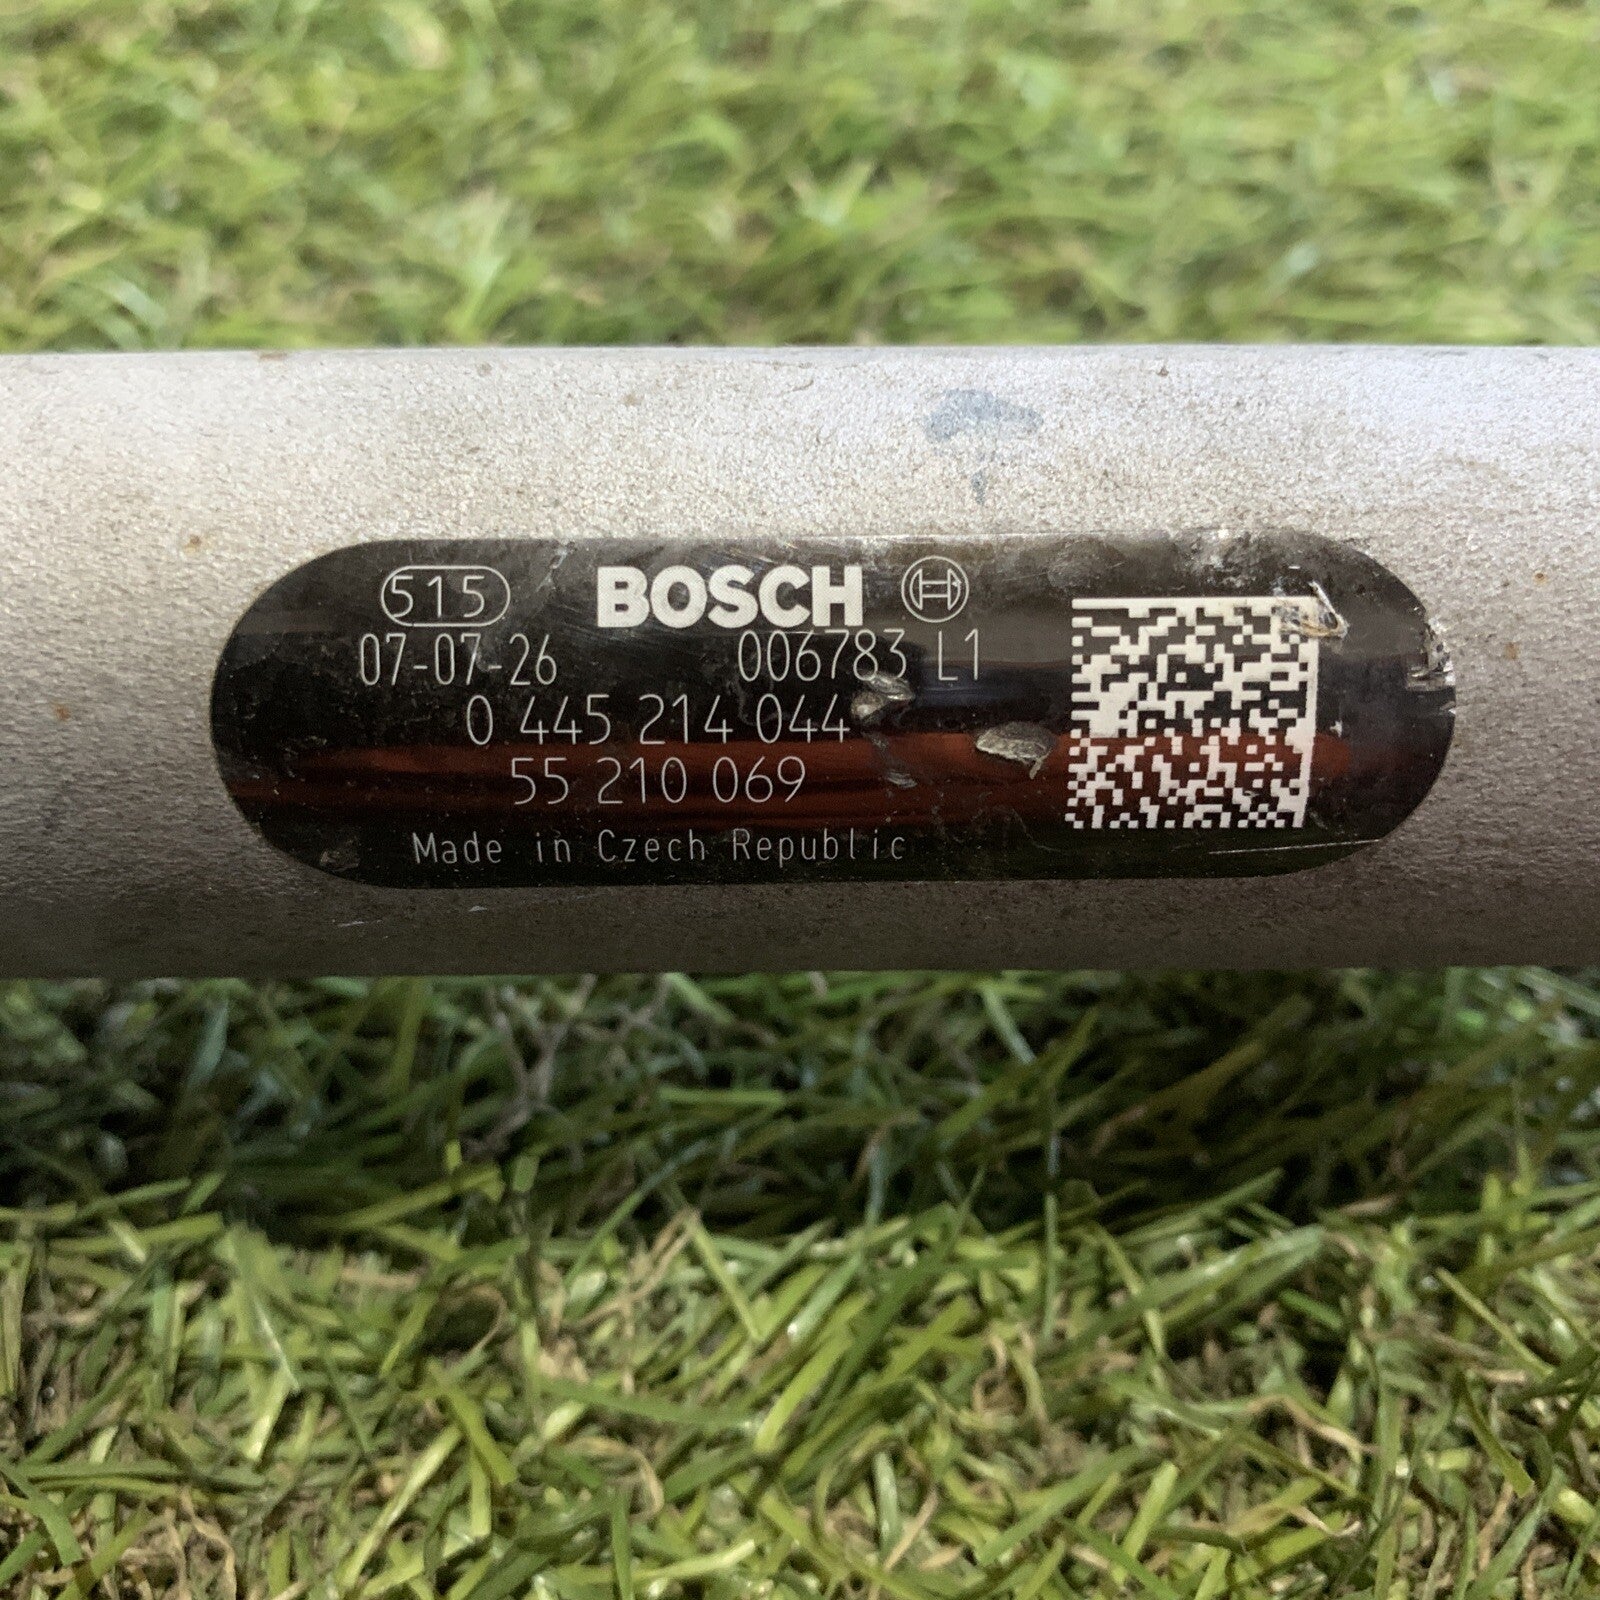 515 BOSCH
07-07-26 006783 L1
0 445 214 044
55 210 069
Made in Czech Republic